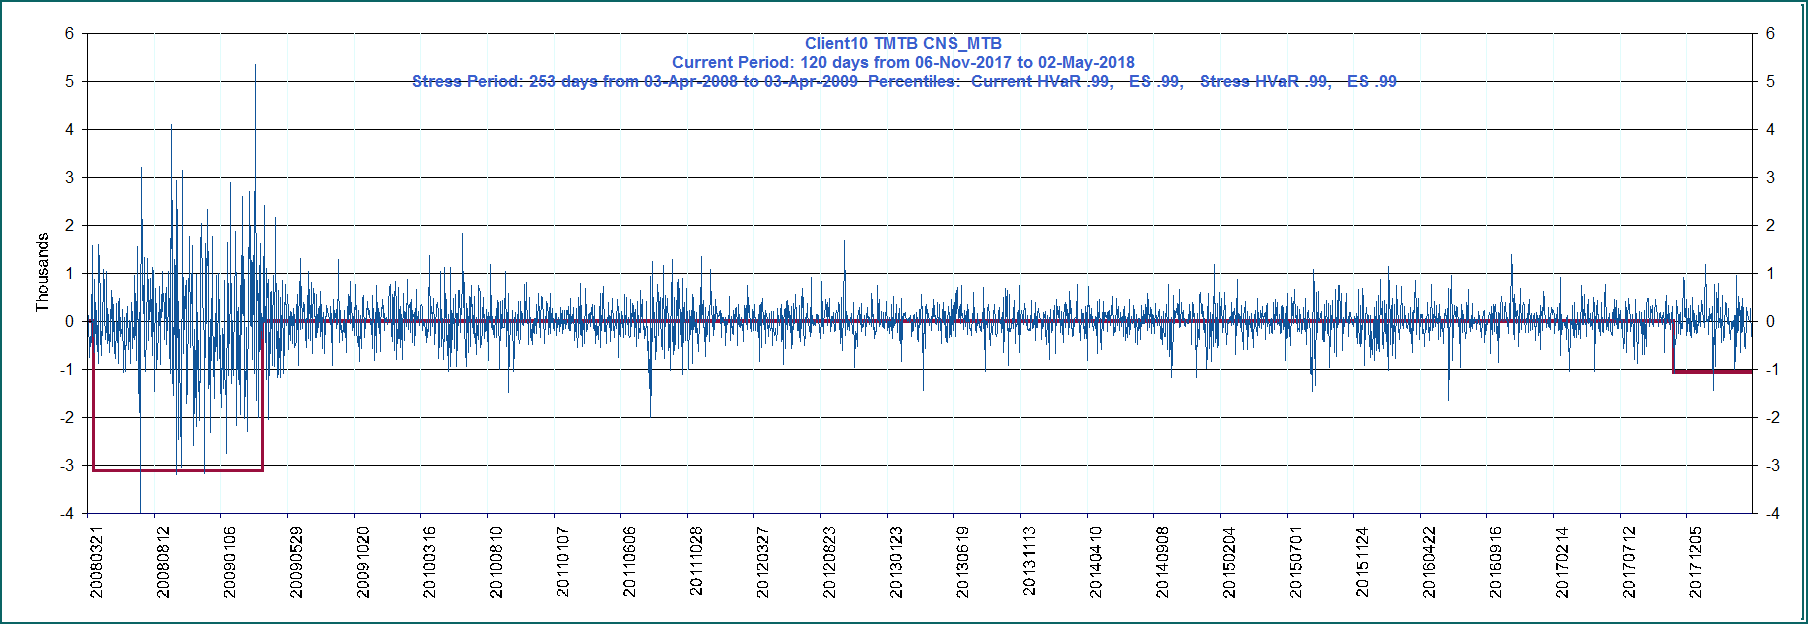 Client10 TMTB CNS_MTB
Current Period: 120 days from 06-Nov-2017 to 02-May-2018
Stress Period: 253 days from 03-Apr-2008 to 03-Apr-2009  Percentiles:  Current HVaR .99,   ES .99,   Stress HVaR .99,   ES .99
6 6
5 5
4 4
3 3
2 2
1 1
0 0
-1 -1
-2 -2
-3 -3
-4 -4
Thousands
20080321 20080812 20090106 20090529 20091020 20100316 20100810 20110107 20110606 20111028 20120327 20120823 20130123 20130619 20131113 20140410 20140908 20150204 20150701 20151124 20160422 20160916 20170214 20170712 20171205